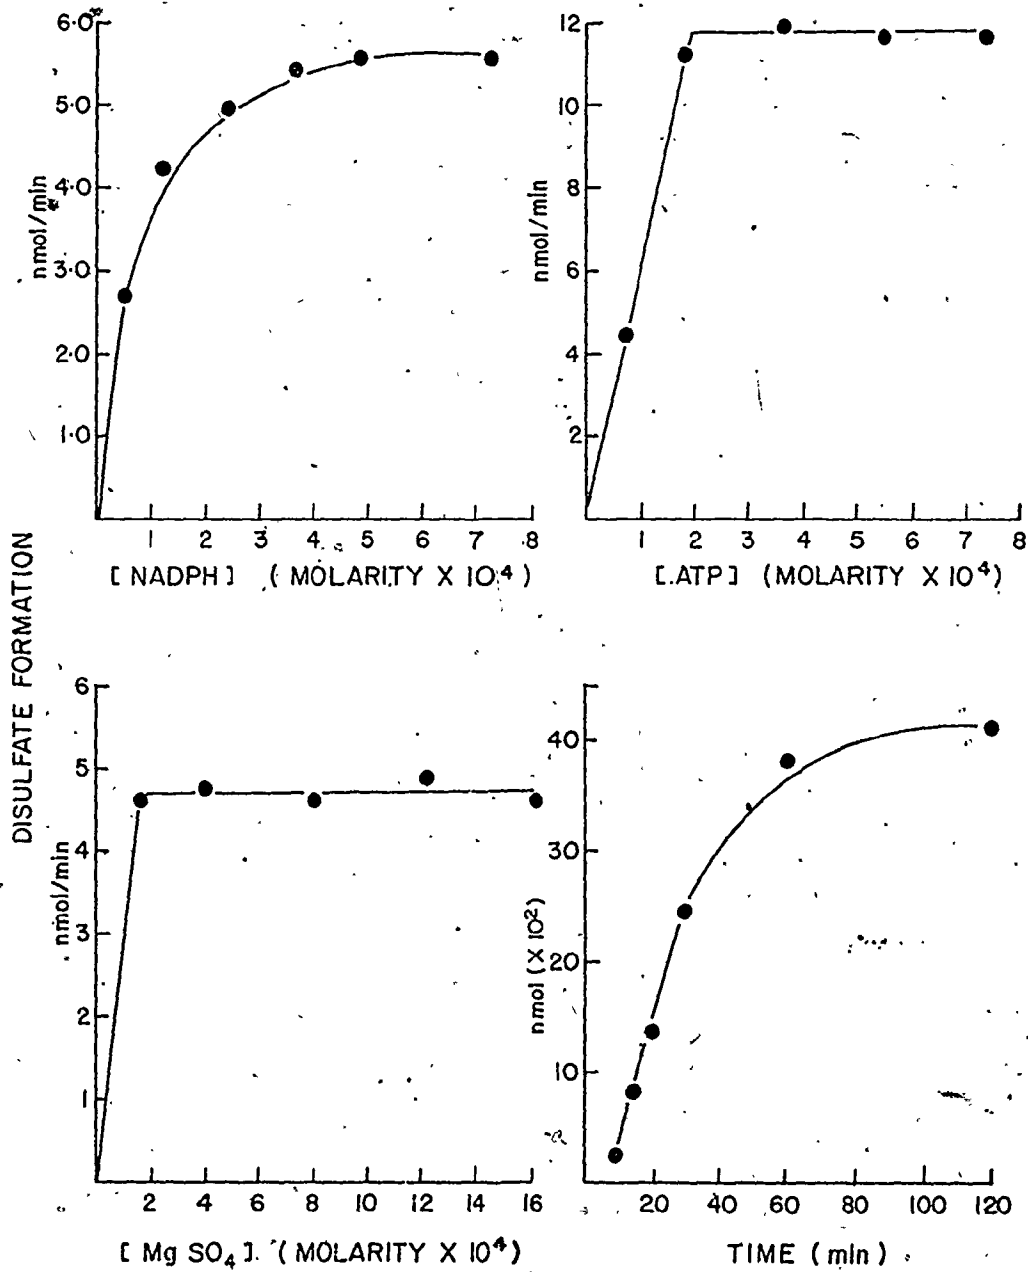 DISULFATE FORMATION
nmol/min
6·0
5·0
4·0
3·0
2·0
1·0
1 2 3 4 5 6 7 8
[ NADPH ] ( MOLARITY X 10⁴ )
nmol/min
12
10
8
6
4
2
1 2 3 4 5 6 7 8
[ ATP ] (MOLARITY X 10⁴)
nmol/min
6
5
4
3
2
1
2 4 6 8 10 12 14 16
[ Mg SO₄ ] (MOLARITY X 10⁴)
nmol (X 10²)
40
30
20
10
20 40 60 80 100 120
TIME ( min )